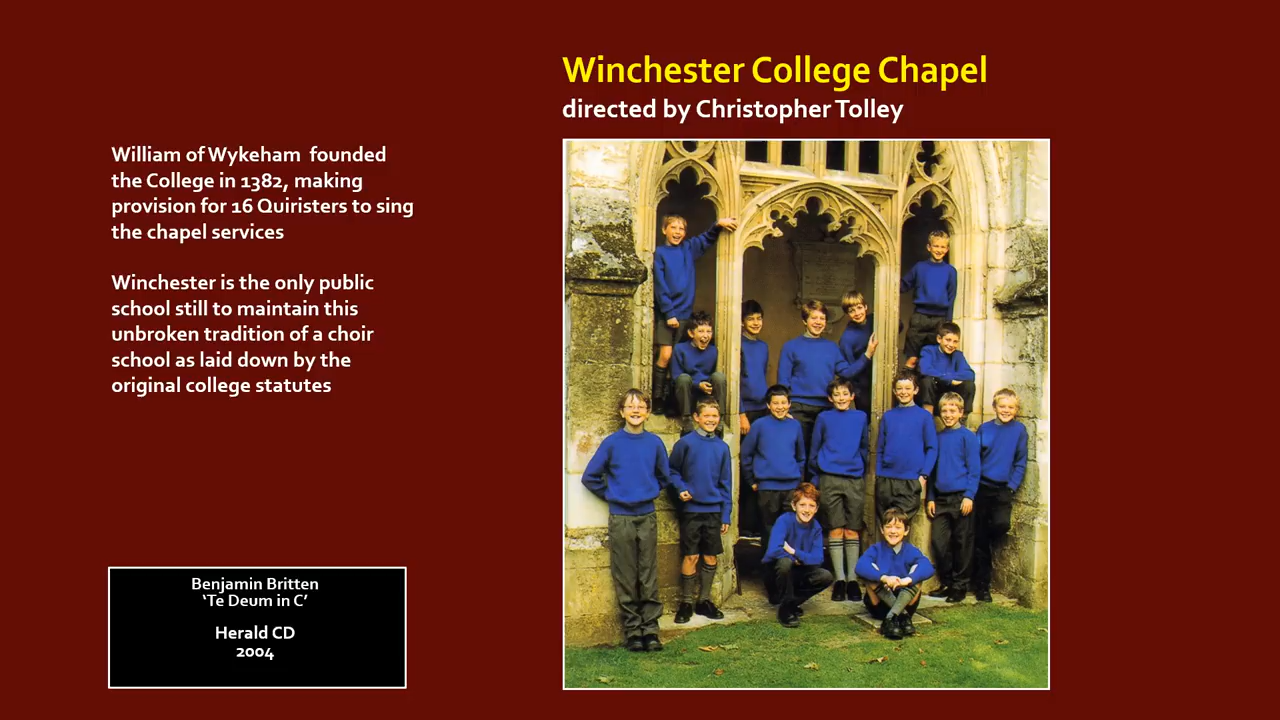 Winchester College Chapel
directed by Christopher Tolley
William of Wykeham founded
the College in 1382, making
provision for 16 Quiristers to sing
the chapel services
Winchester is the only public
school still to maintain this
unbroken tradition of a choir
school as laid down by the
original college statutes
Benjamin Britten
‘Te Deum in C’
Herald CD
2004